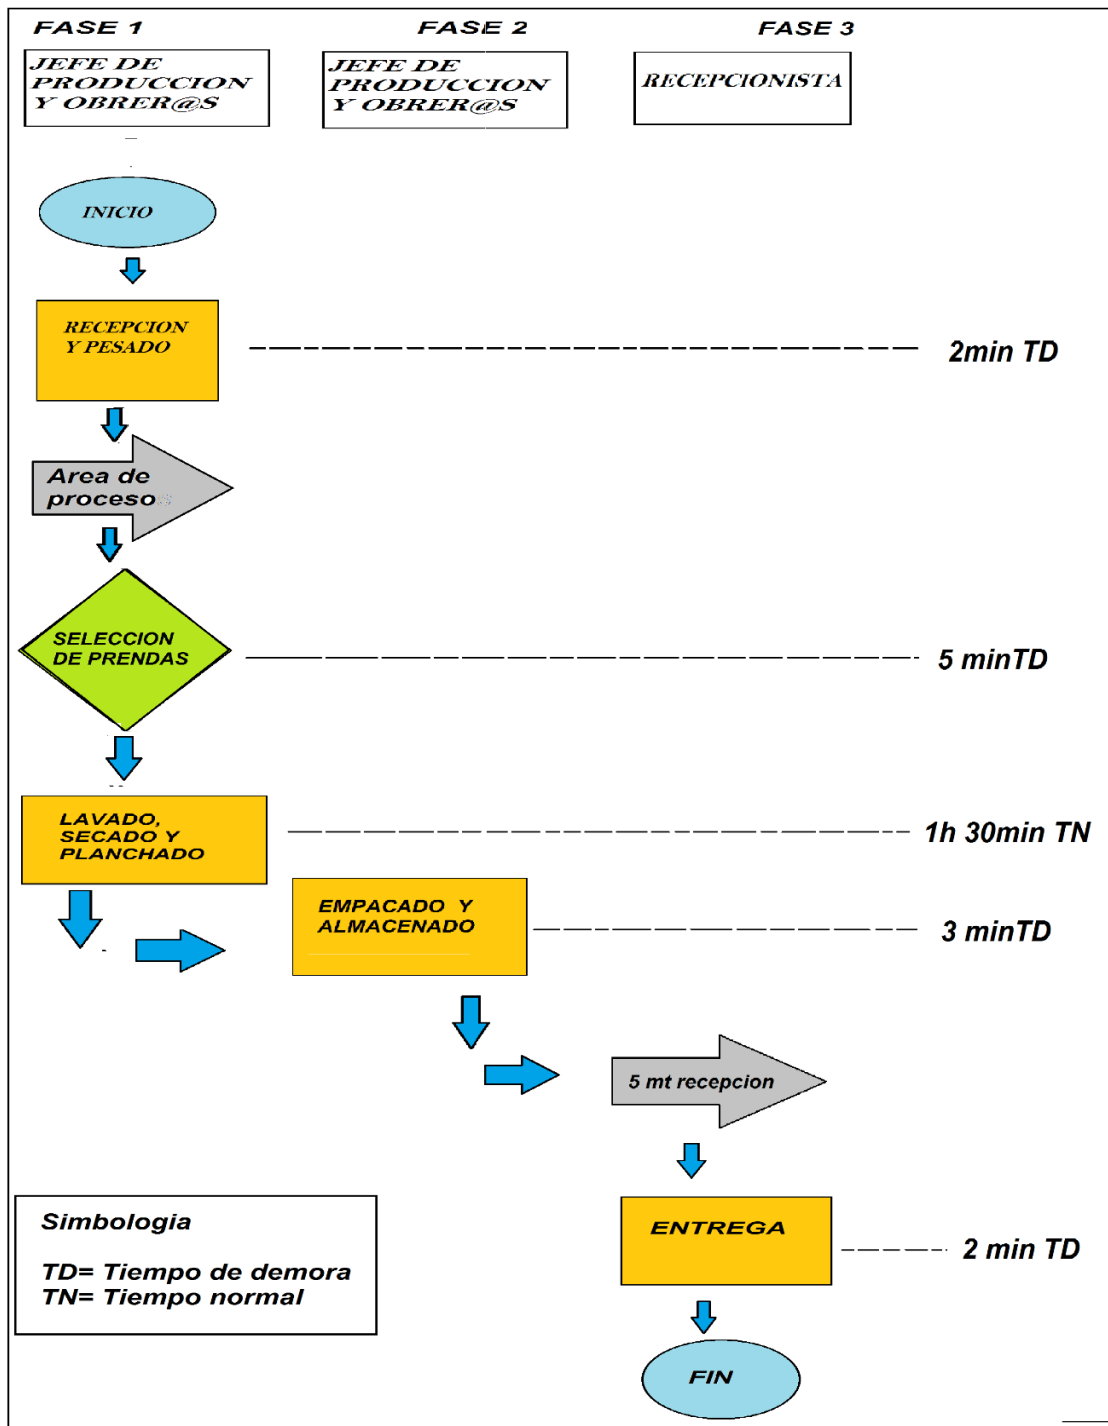 FASE 1
FASE 2
FASE 3
JEFE DE
PRODUCCION
Y OBRER@S
JEFE DE
PRODUCCION
Y OBRER@S
RECEPCIONISTA
INICIO
RECEPCION
Y PESADO
2min TD
Area de
procesos
SELECCION
DE PRENDAS
5 minTD
LAVADO,
SECADO Y
PLANCHADO
1h 30min TN
EMPACADO Y
ALMACENADO
3 minTD
5 mt recepcion
ENTREGA
2 min TD
Simbologia
TD= Tiempo de demora
TN= Tiempo normal
FIN